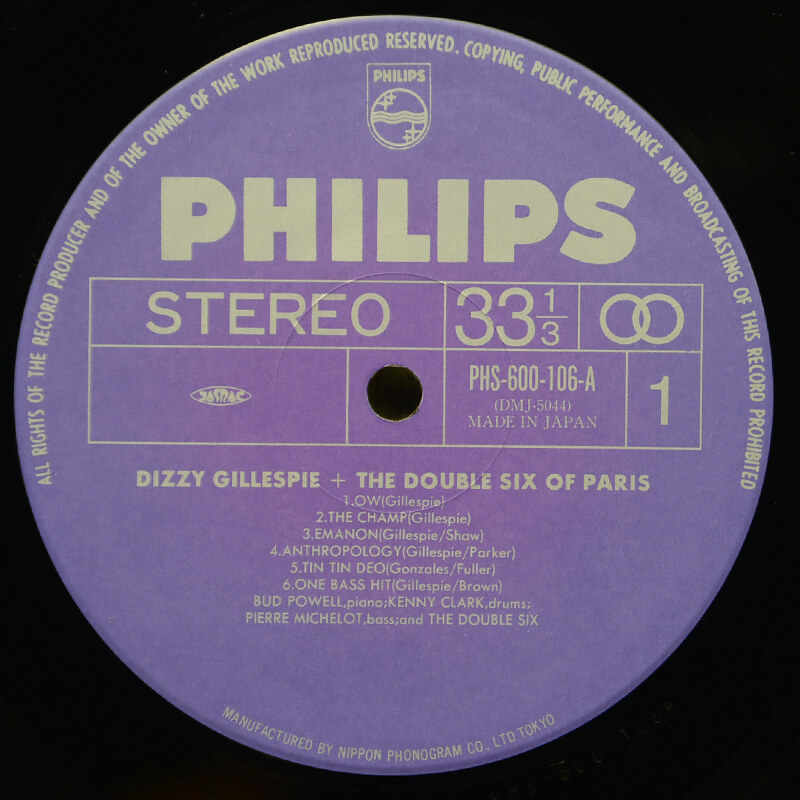 ALL RIGHTS OF THE RECORD PRODUCER AND OF THE OWNER OF THE WORK REPRODUCED RESERVED. COPYING, PUBLIC PERFORMANCE AND BROADCASTING OF THIS RECORD PROHIBITED
PHILIPS
PHILIPS
STEREO
33 1/3
JASRAC
PHS-600-106-A
(DMJ-5044)
MADE IN JAPAN
1
DIZZY GILLESPIE + THE DOUBLE SIX OF PARIS
1.OW(Gillespie)
2.THE CHAMP(Gillespie)
3.EMANON(Gillespie/Shaw)
4.ANTHROPOLOGY(Gillespie/Parker)
5.TIN TIN DEO(Gonzales/Fuller)
6.ONE BASS HIT(Gillespie/Brown)
BUD POWELL,piano;KENNY CLARK,drums;
PIERRE MICHELOT,bass;and THE DOUBLE SIX
MANUFACTURED BY NIPPON PHONOGRAM CO., LTD TOKYO